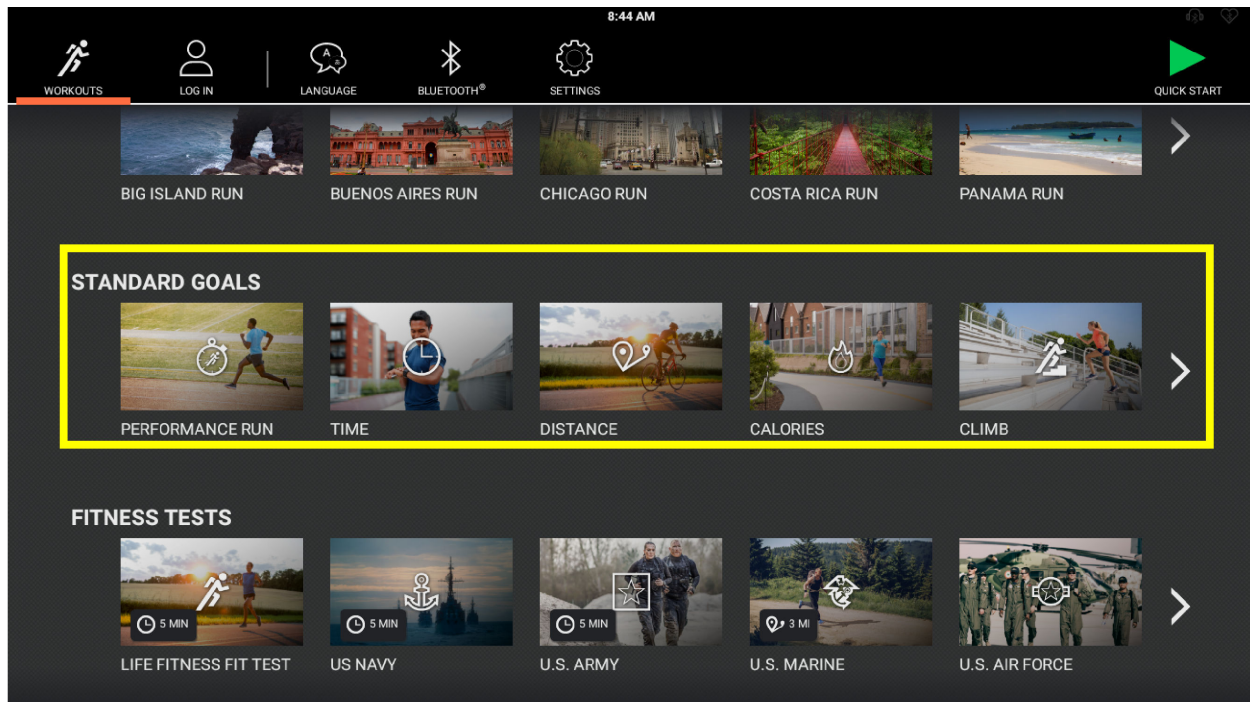 8:44 AM
WORKOUTS
LOG IN
LANGUAGE
BLUETOOTH®
SETTINGS
QUICK START
BIG ISLAND RUN
BUENOS AIRES RUN
CHICAGO RUN
COSTA RICA RUN
PANAMA RUN
STANDARD GOALS
PERFORMANCE RUN
TIME
DISTANCE
CALORIES
CLIMB
FITNESS TESTS
5 MIN
5 MIN
5 MIN
3 MI
LIFE FITNESS FIT TEST
US NAVY
U.S. ARMY
U.S. MARINE
U.S. AIR FORCE